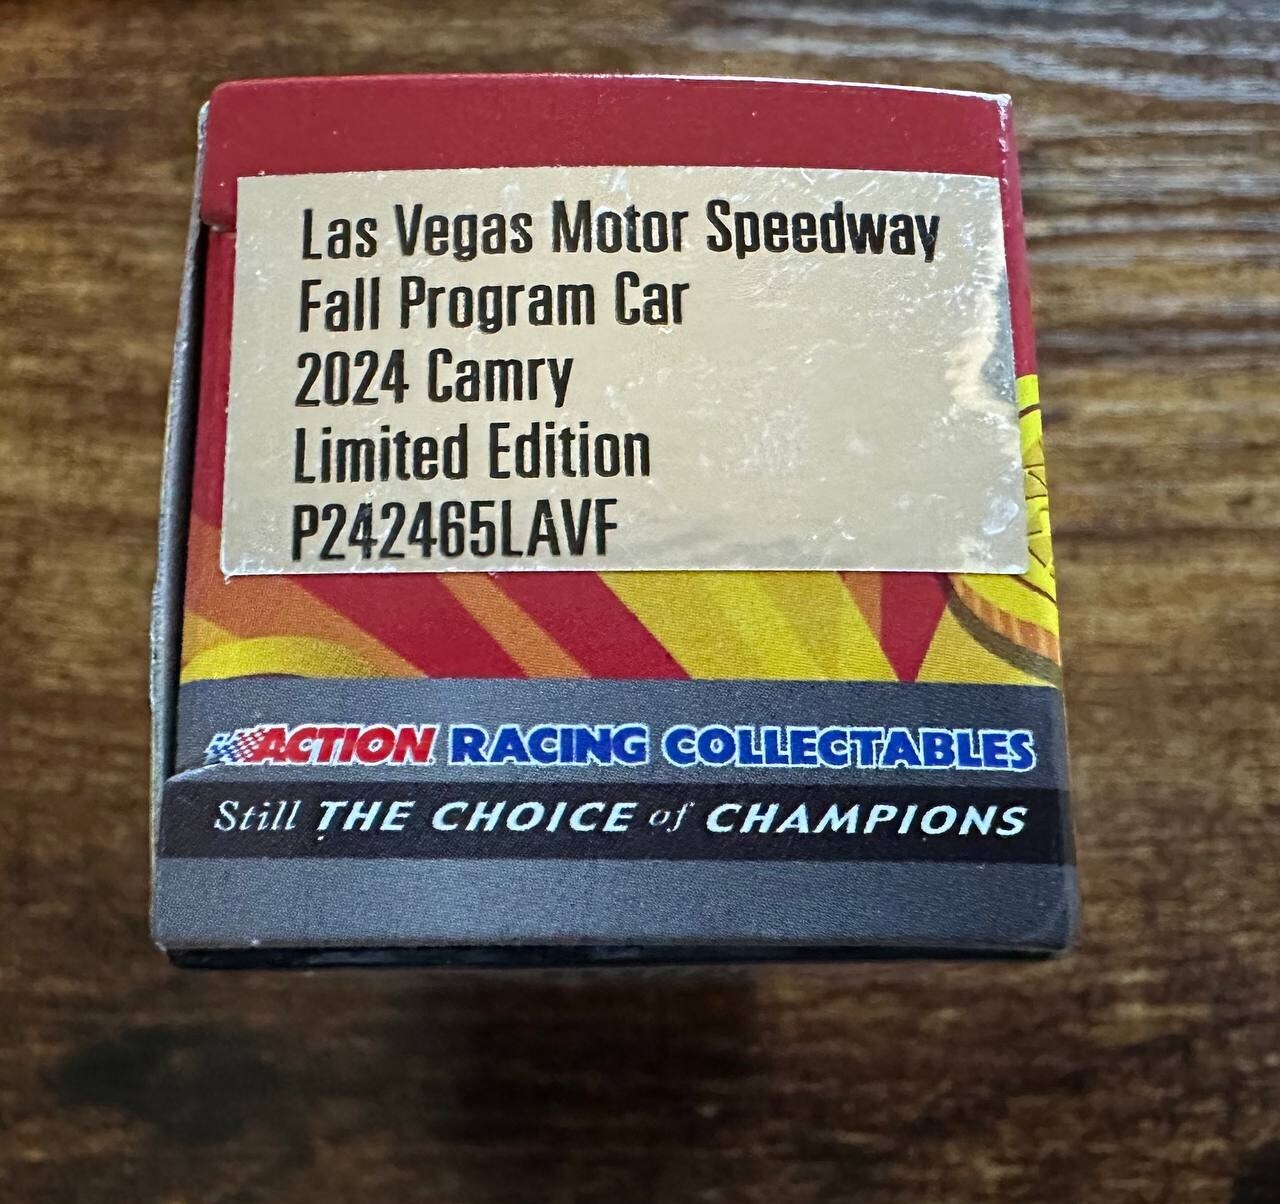 Las Vegas Motor Speedway
Fall Program Car
2024 Camry
Limited Edition
P242465LAVF
ACTION RACING COLLECTABLES
Still THE CHOICE of CHAMPIONS